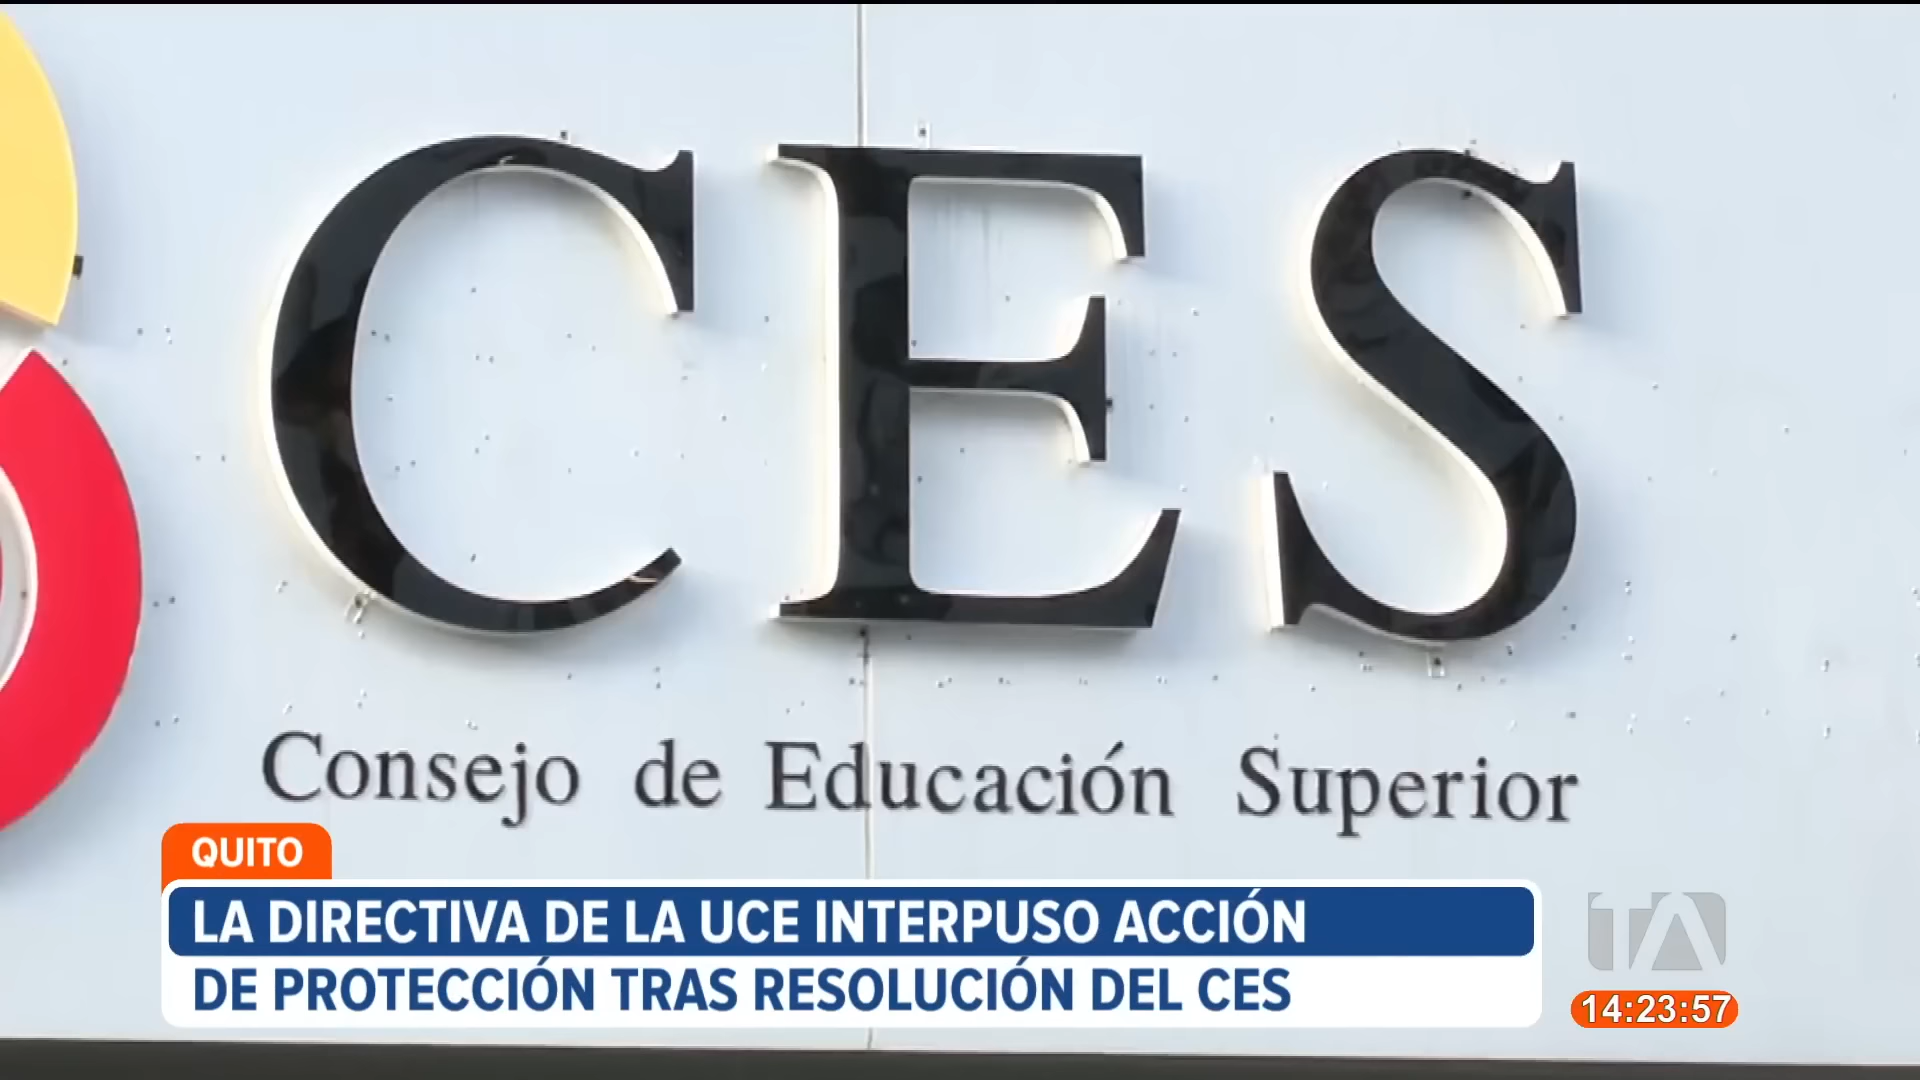 CES
Consejo de Educación Superior
QUITO
LA DIRECTIVA DE LA UCE INTERPUSO ACCIÓN
DE PROTECCIÓN TRAS RESOLUCIÓN DEL CES
TA
14:23:57